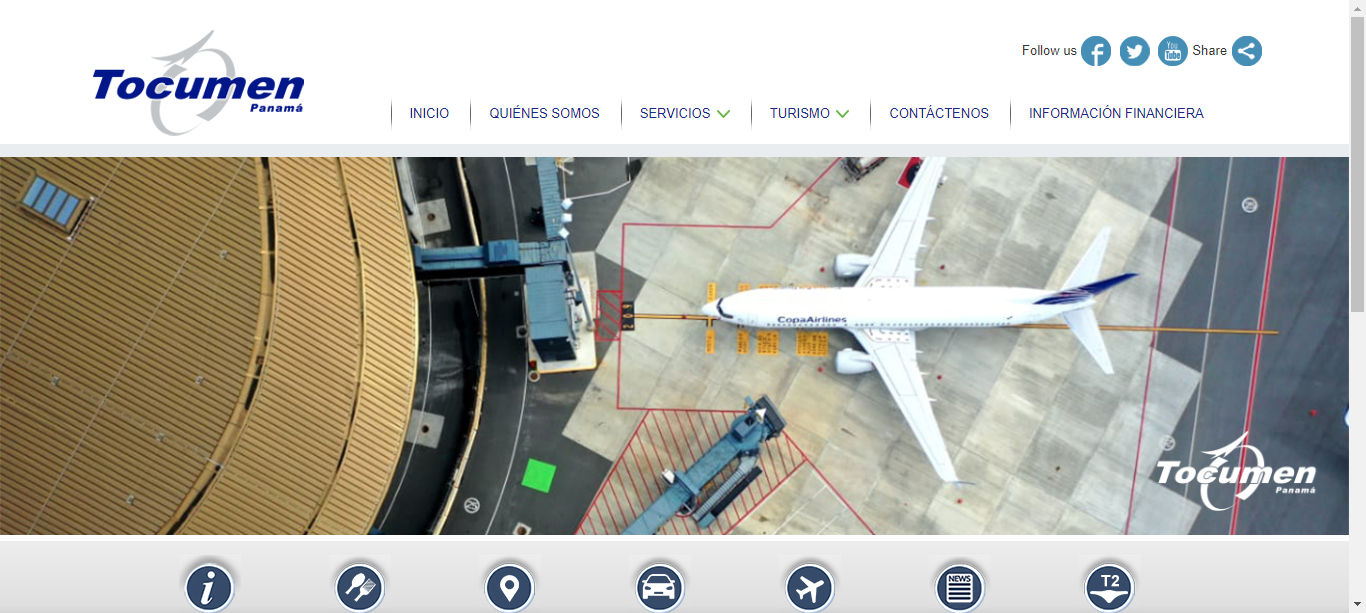 Follow us
You
Tube
Share
Tocumen
Panamá
INICIO
QUIÉNES SOMOS
SERVICIOS
TURISMO
CONTÁCTENOS
INFORMACIÓN FINANCIERA
CopaAirlines
Tocumen
Panamá
i
NEWS
T2